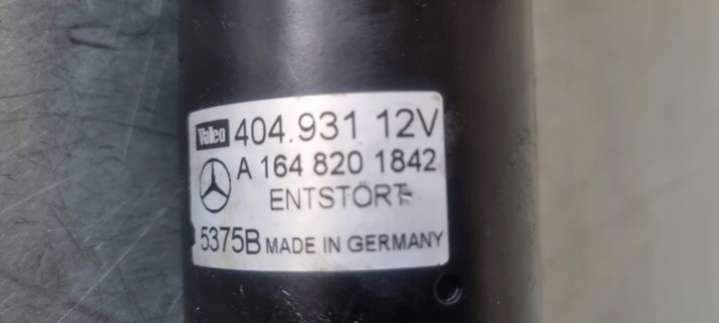 Valeo 404.931 12V
A 164 820 1842
ENTSTÖRT
5375B MADE IN GERMANY